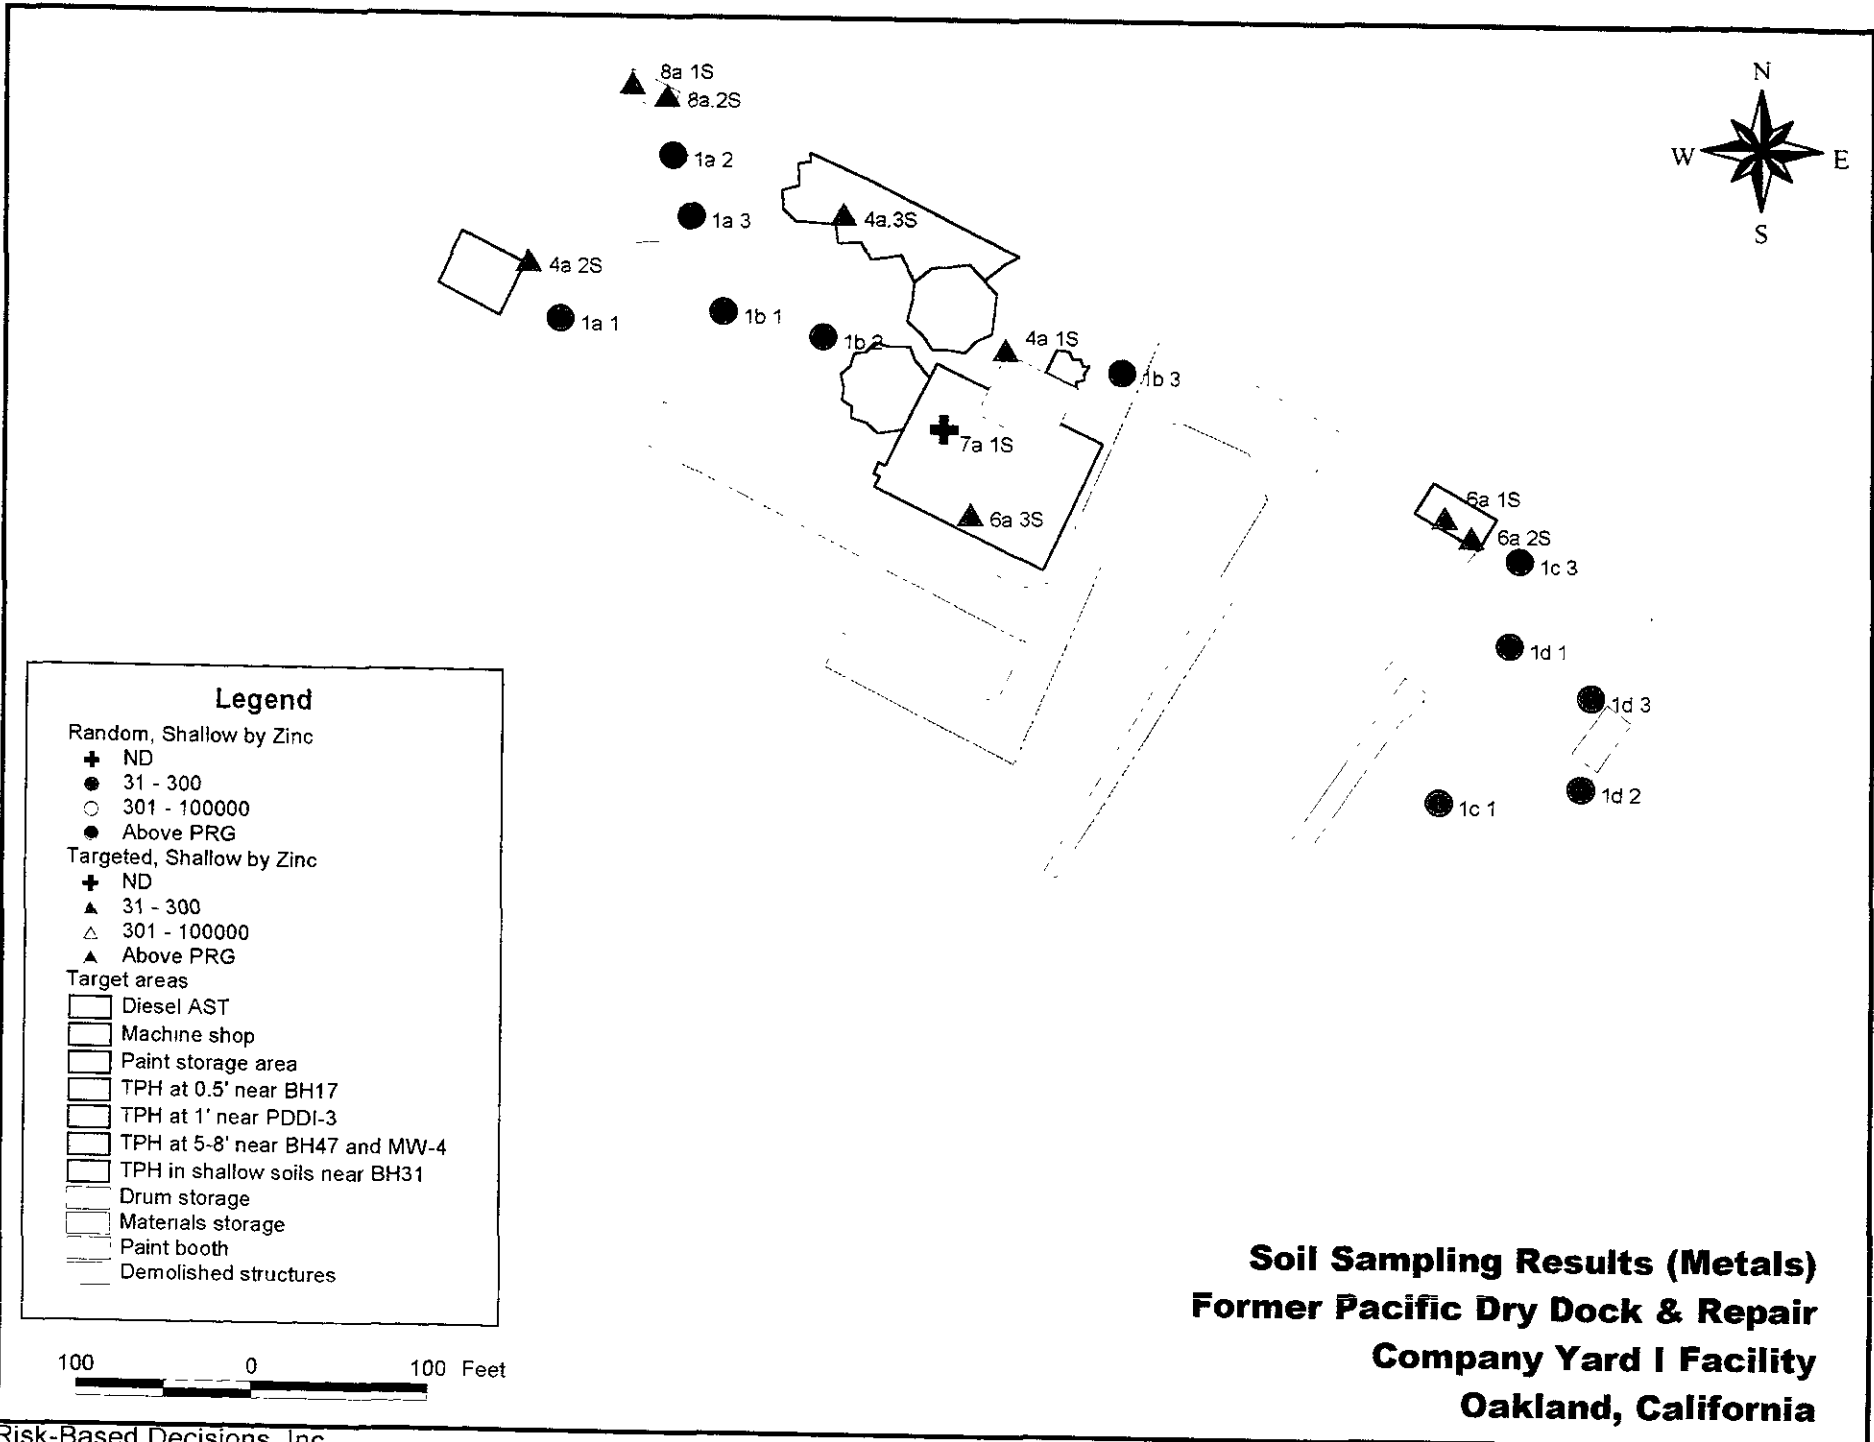 N
8a 1S
8a.2S
W
E
1a 2
4a.3S
1a 3
S
4a 2S
1b 1
1a 1
4a 1S
1b 2
1b 3
7a 1S
6a 1S
6a 3S
6a 2S
1c 3
1d 1
1d 3
1d 2
1c 1
Legend
Random, Shallow by Zinc
ND
31 - 300
301 - 100000
Above PRG
Targeted, Shallow by Zinc
ND
31 - 300
301 - 100000
Above PRG
Target areas
Diesel AST
Machine shop
Paint storage area
TPH at 0.5' near BH17
TPH at 1' near PDDI-3
TPH at 5-8' near BH47 and MW-4
TPH in shallow soils near BH31
Drum storage
Materials storage
Paint booth
Demolished structures
100 0 100 Feet
Soil Sampling Results (Metals)
Former Pacific Dry Dock & Repair
Company Yard I Facility
Oakland, California
Risk-Based Decisions, Inc.